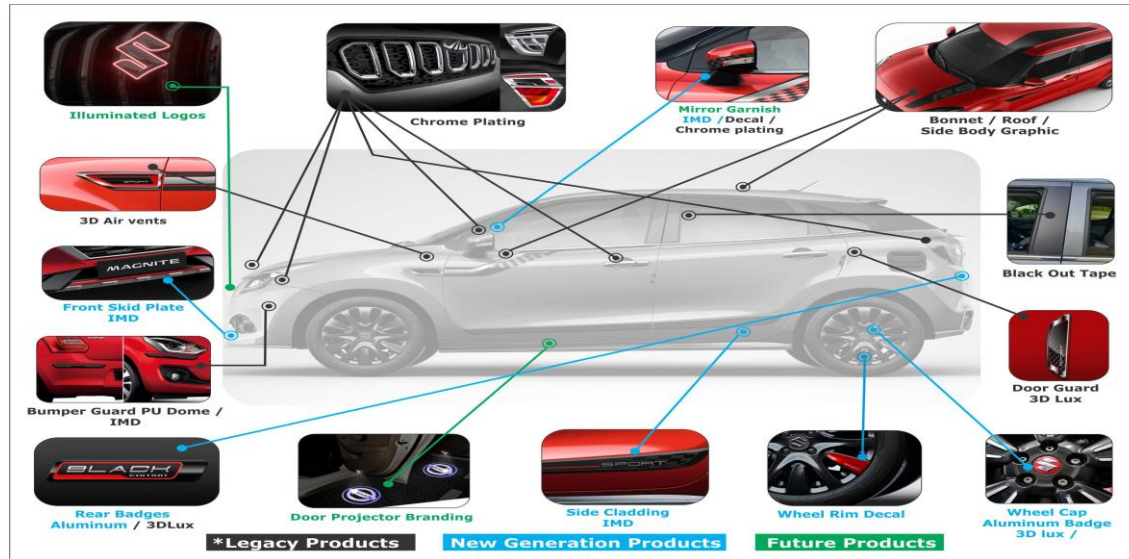 Illuminated Logos
Chrome Plating
Mirror Garnish
IMD /Decal /
Chrome plating
Bonnet / Roof /
Side Body Graphic
SPORT
3D Air vents
Black Out Tape
MAGNITE
Front Skid Plate
IMD
Bumper Guard PU Dome /
IMD
Door Guard
3D Lux
BLACK
EDITION
Rear Badges
Aluminum / 3DLux
Door Projector Branding
SPORT
Side Cladding
IMD
Wheel Rim Decal
Wheel Cap
Aluminum Badge
3D lux /
*Legacy Products
New Generation Products
Future Products